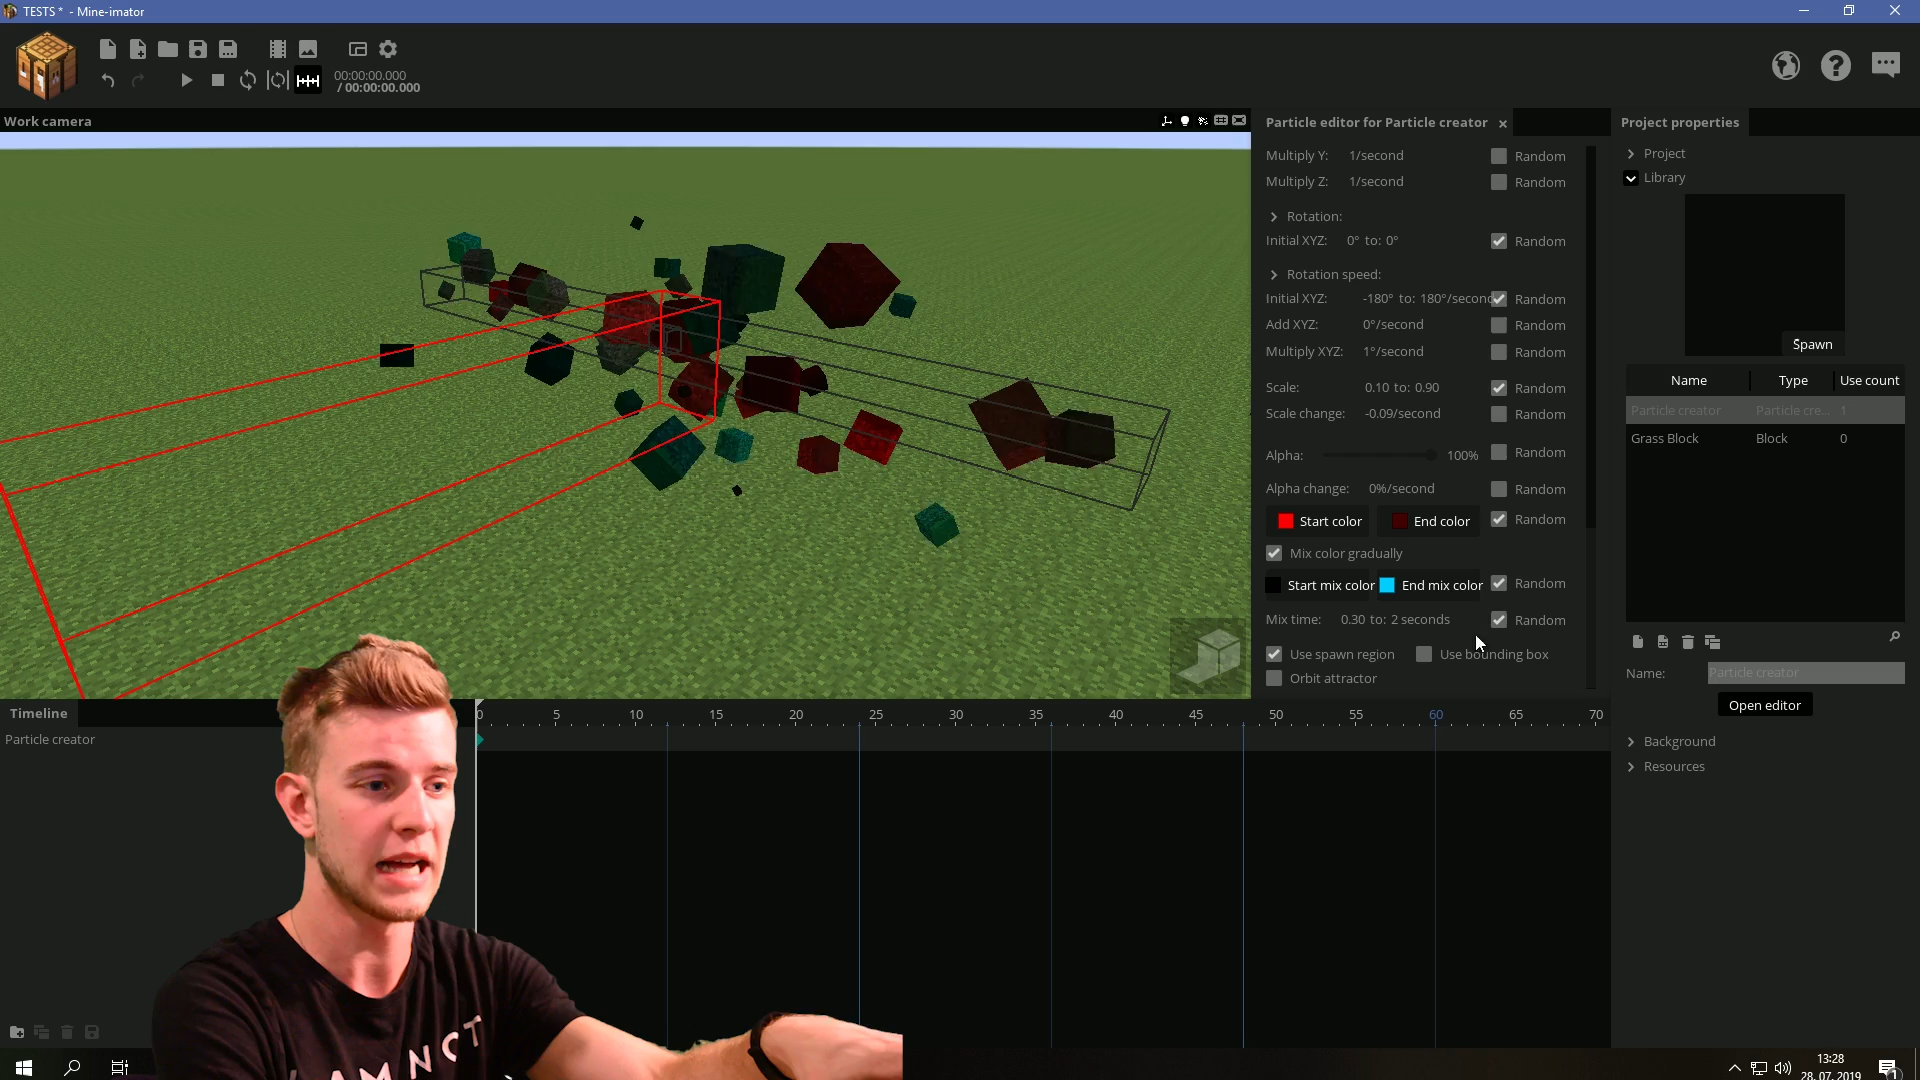 TESTS * - Mine-imator
00:00:00.000
/ 00:00:00.000
Work camera
Particle editor for Particle creator
Multiply Y: 1/second Random
Multiply Z: 1/second Random
Rotation:
Initial XYZ: 0° to: 0° Random
Rotation speed:
Initial XYZ: -180° to: 180°/second Random
Add XYZ: 0°/second Random
Multiply XYZ: 1°/second Random
Scale: 0.10 to: 0.90 Random
Scale change: -0.09/second Random
Alpha: 100% Random
Alpha change: 0%/second Random
Start color End color Random
Mix color gradually
Start mix color End mix color Random
Mix time: 0.30 to: 2 seconds Random
Use spawn region Use bounding box
Orbit attractor
Project properties
Project
Library
Spawn
Name Type Use count
Particle creator Particle cre... 1
Grass Block Block 0
Name: Particle creator
Open editor
Background
Resources
Timeline
0 5 10 15 20 25 30 35 40 45 50 55 60 65 70
Particle creator
I AM NOT
13:28
28.07.2019
1